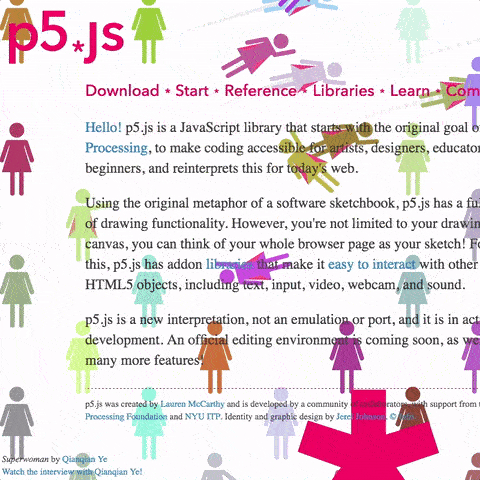 p5.js
Download * Start * Reference * Libraries * Learn * Com
Hello! p5.js is a JavaScript library that starts with the original goal o
Processing, to make coding accessible for artists, designers, educator
beginners, and reinterprets this for today's web.
Using the original metaphor of a software sketchbook, p5.js has a ful
of drawing functionality. However, you're not limited to your drawin
canvas, you can think of your whole browser page as your sketch! Fo
this, p5.js has addon libraries that make it easy to interact with other
HTML5 objects, including text, input, video, webcam, and sound.
p5.js is a new interpretation, not an emulation or port, and it is in act
development. An official editing environment is coming soon, as we
many more features!
p5.js was created by Lauren McCarthy and is developed by a community of collaborators, with support from t
Processing Foundation and NYU ITP. Identity and graphic design by Jerel Johnson. © Info.
Superwoman by Qianqian Ye
Watch the interview with Qianqian Ye!